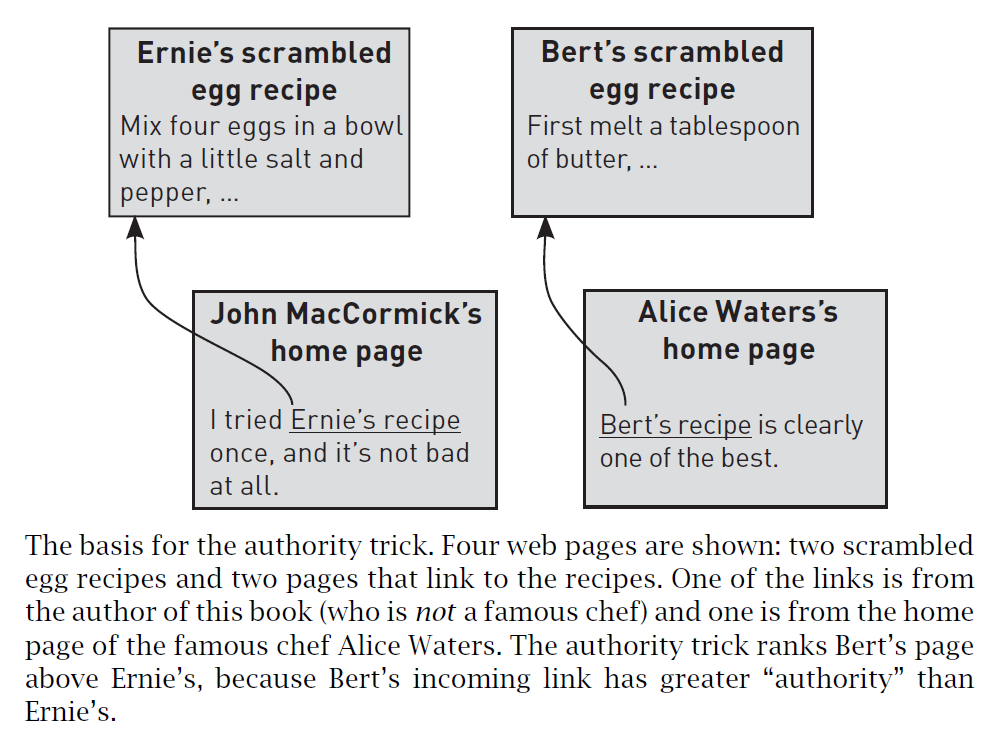 Ernie’s scrambled
egg recipe
Mix four eggs in a bowl
with a little salt and
pepper, ...
Bert’s scrambled
egg recipe
First melt a tablespoon
of butter, ...
John MacCormick’s
home page
I tried Ernie’s recipe
once, and it’s not bad
at all.
Alice Waters’s
home page
Bert’s recipe is clearly
one of the best.
The basis for the authority trick. Four web pages are shown: two scrambled
egg recipes and two pages that link to the recipes. One of the links is from
the author of this book (who is not a famous chef) and one is from the home
page of the famous chef Alice Waters. The authority trick ranks Bert’s page
above Ernie’s, because Bert’s incoming link has greater “authority” than
Ernie’s.